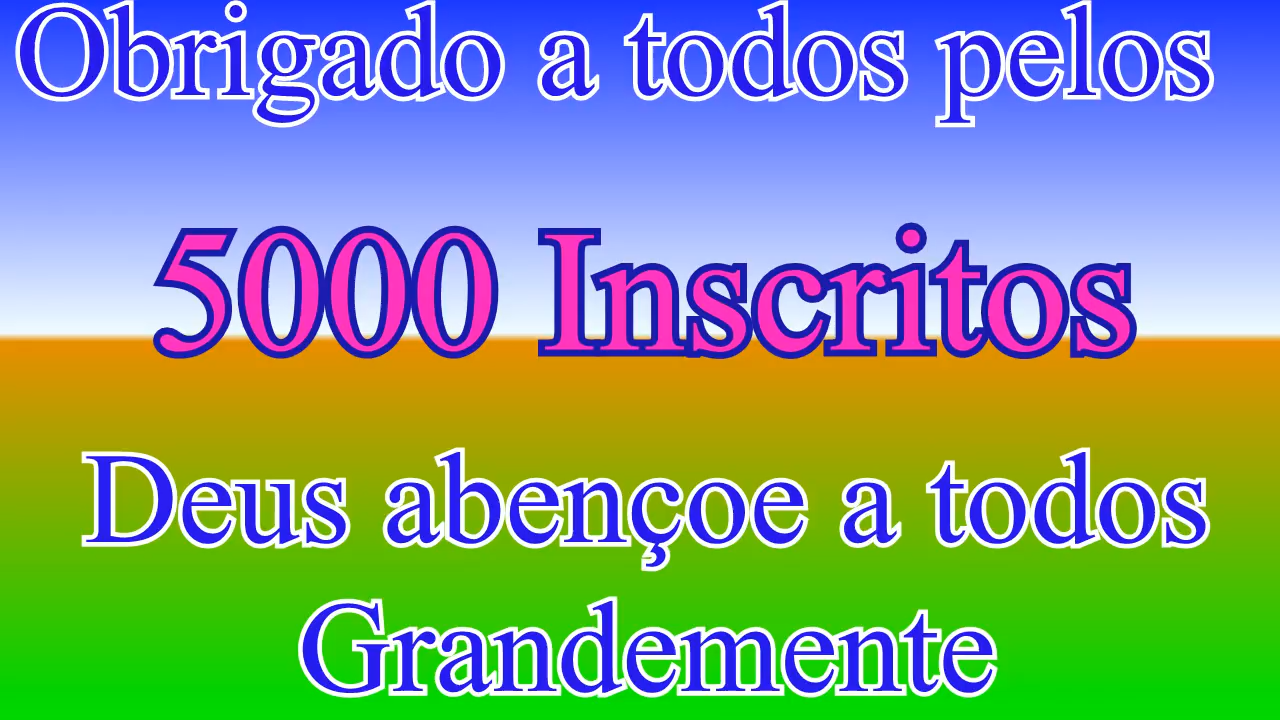 Obrigado a todos pelos
5000 Inscritos
Deus abençoe a todos
Grandemente